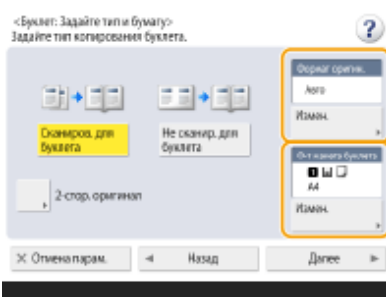 <Буклет: Задайте тип и бумагу>
Задайте тип копирования буклета.
?
Формат оригин.
Авто
Измен.
Сканиров. для
буклета
Не сканир. для
буклета
2-стор. оригинал
Ф-т макета буклета
1
A4
Измен.
× Отмена парам.
Назад
Далее